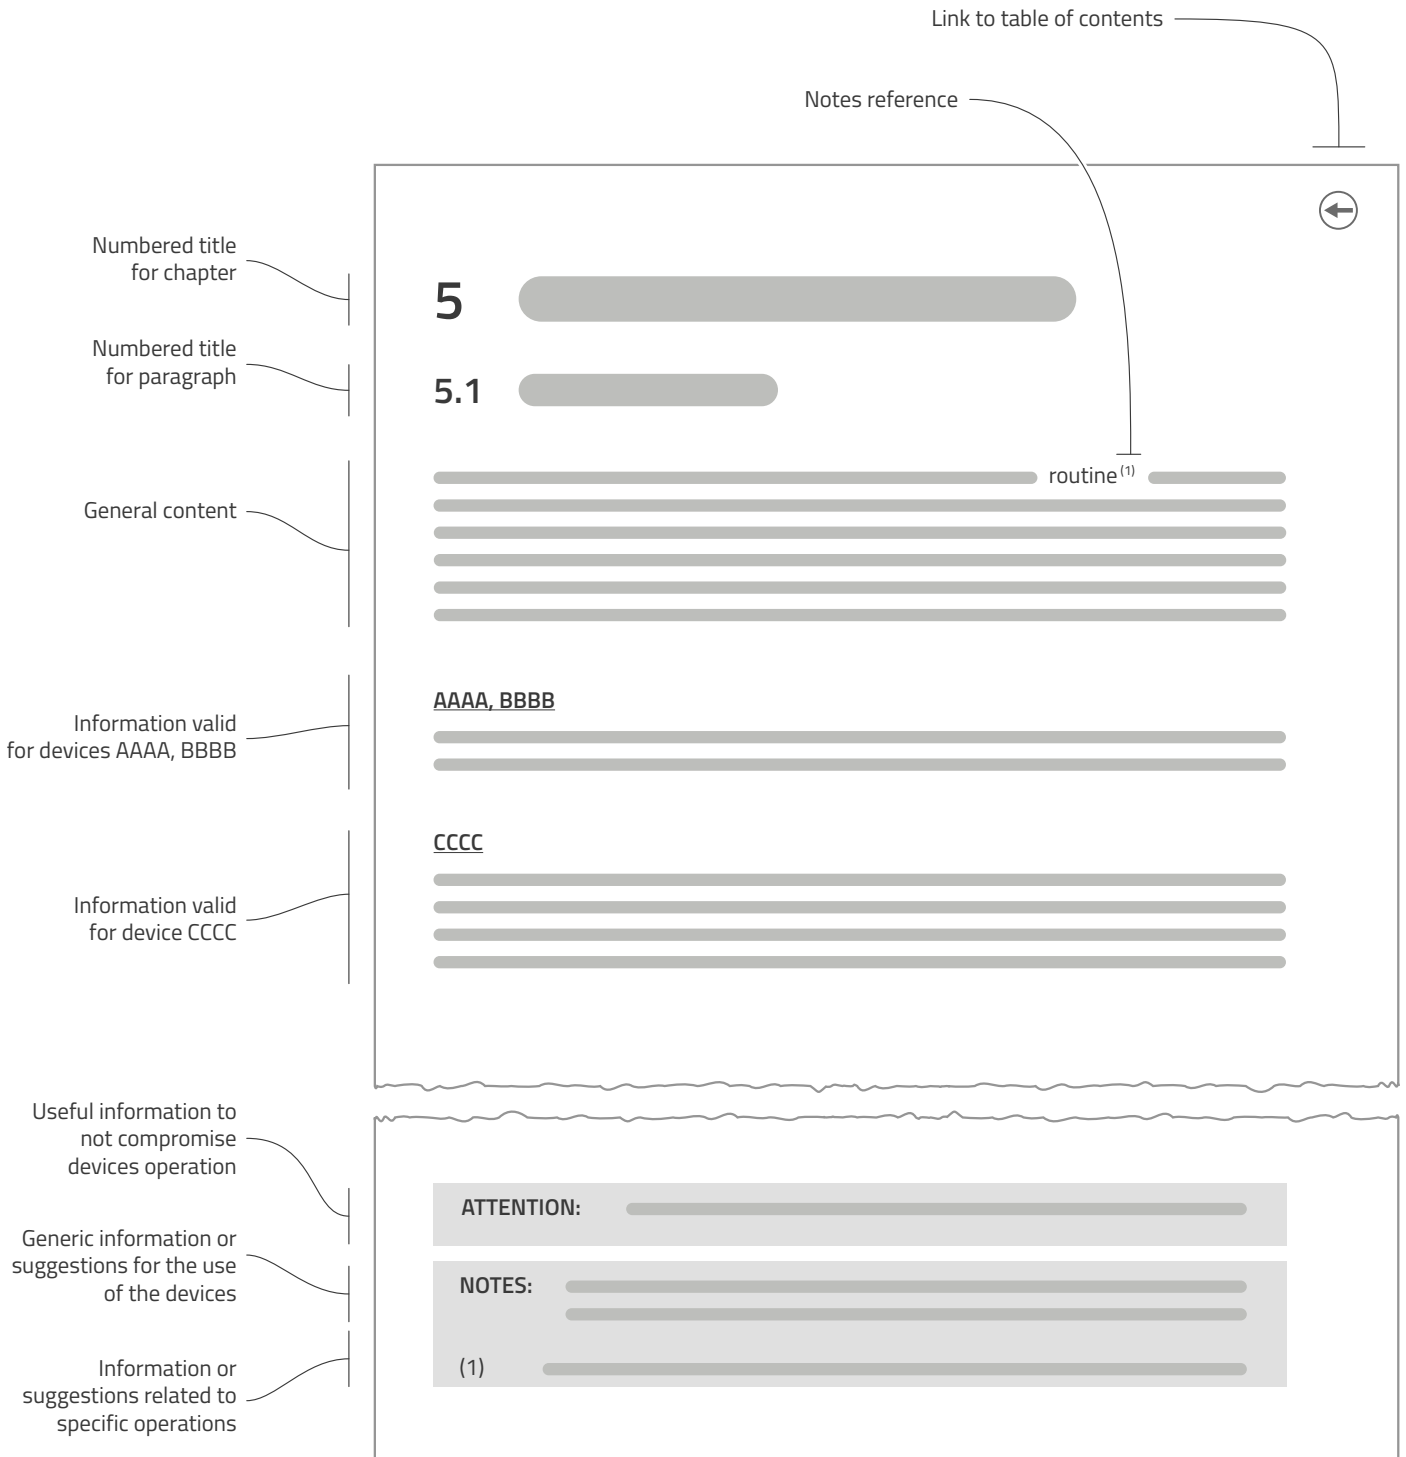 Link to table of contents
Notes reference
Numbered title
for chapter
5
Numbered title
for paragraph
5.1
routine (1)
General content
AAAA, BBBB
Information valid
for devices AAAA, BBBB
CCCC
Information valid
for device CCCC
Useful information to
not compromise
devices operation
ATTENTION:
Generic information or
suggestions for the use
of the devices
NOTES:
(1)
Information or
suggestions related to
specific operations